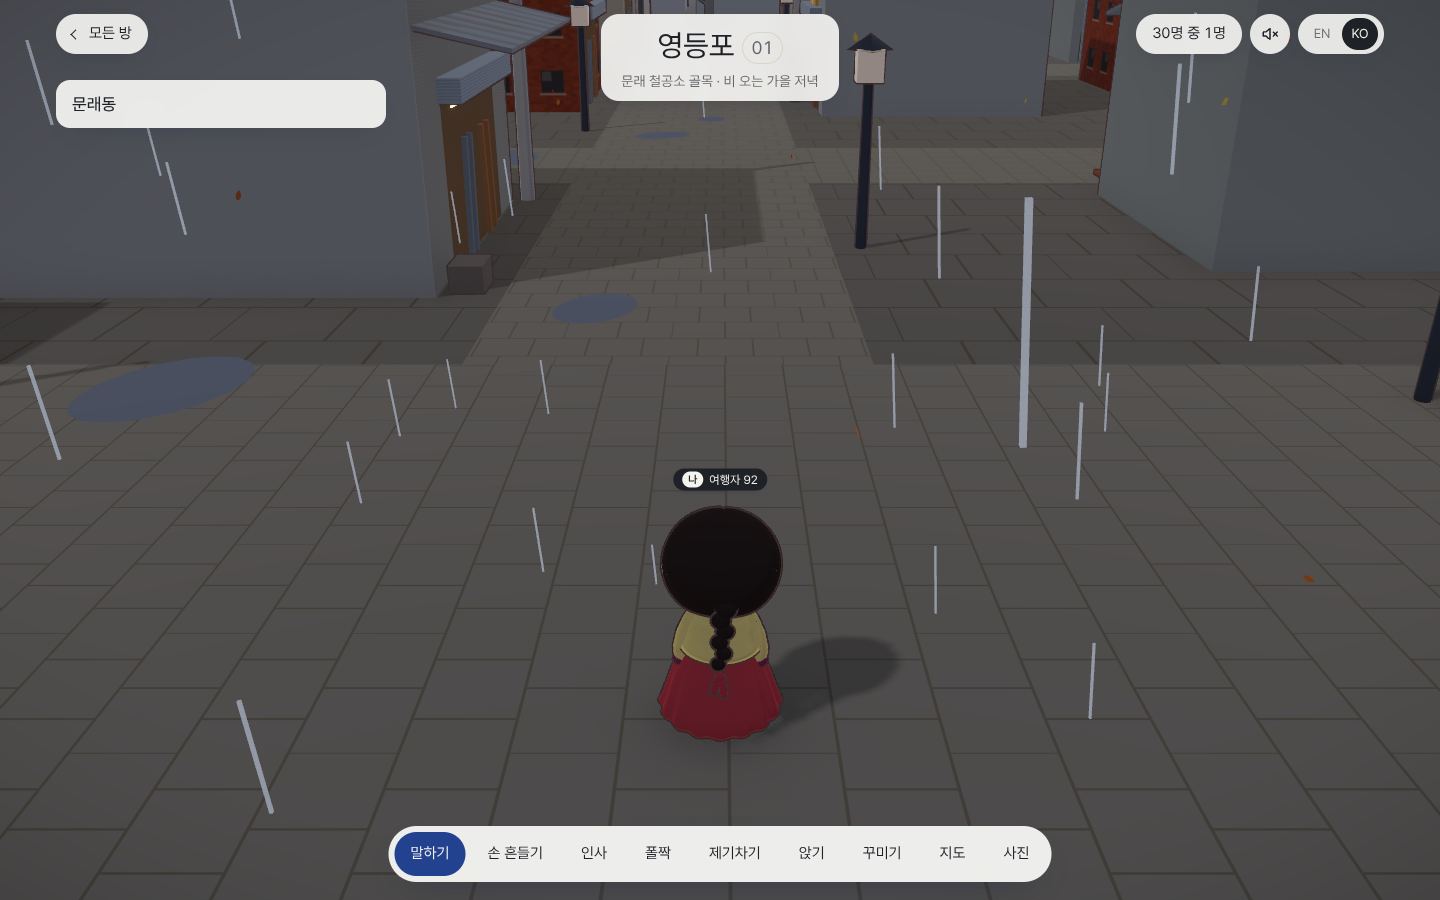 모든 방
영등포 01
문래 철공소 골목 · 비 오는 가을 저녁
30명 중 1명
EN KO
문래동
나 여행자 92
말하기 손 흔들기 인사 폴짝 제기차기 앉기 꾸미기 지도 사진